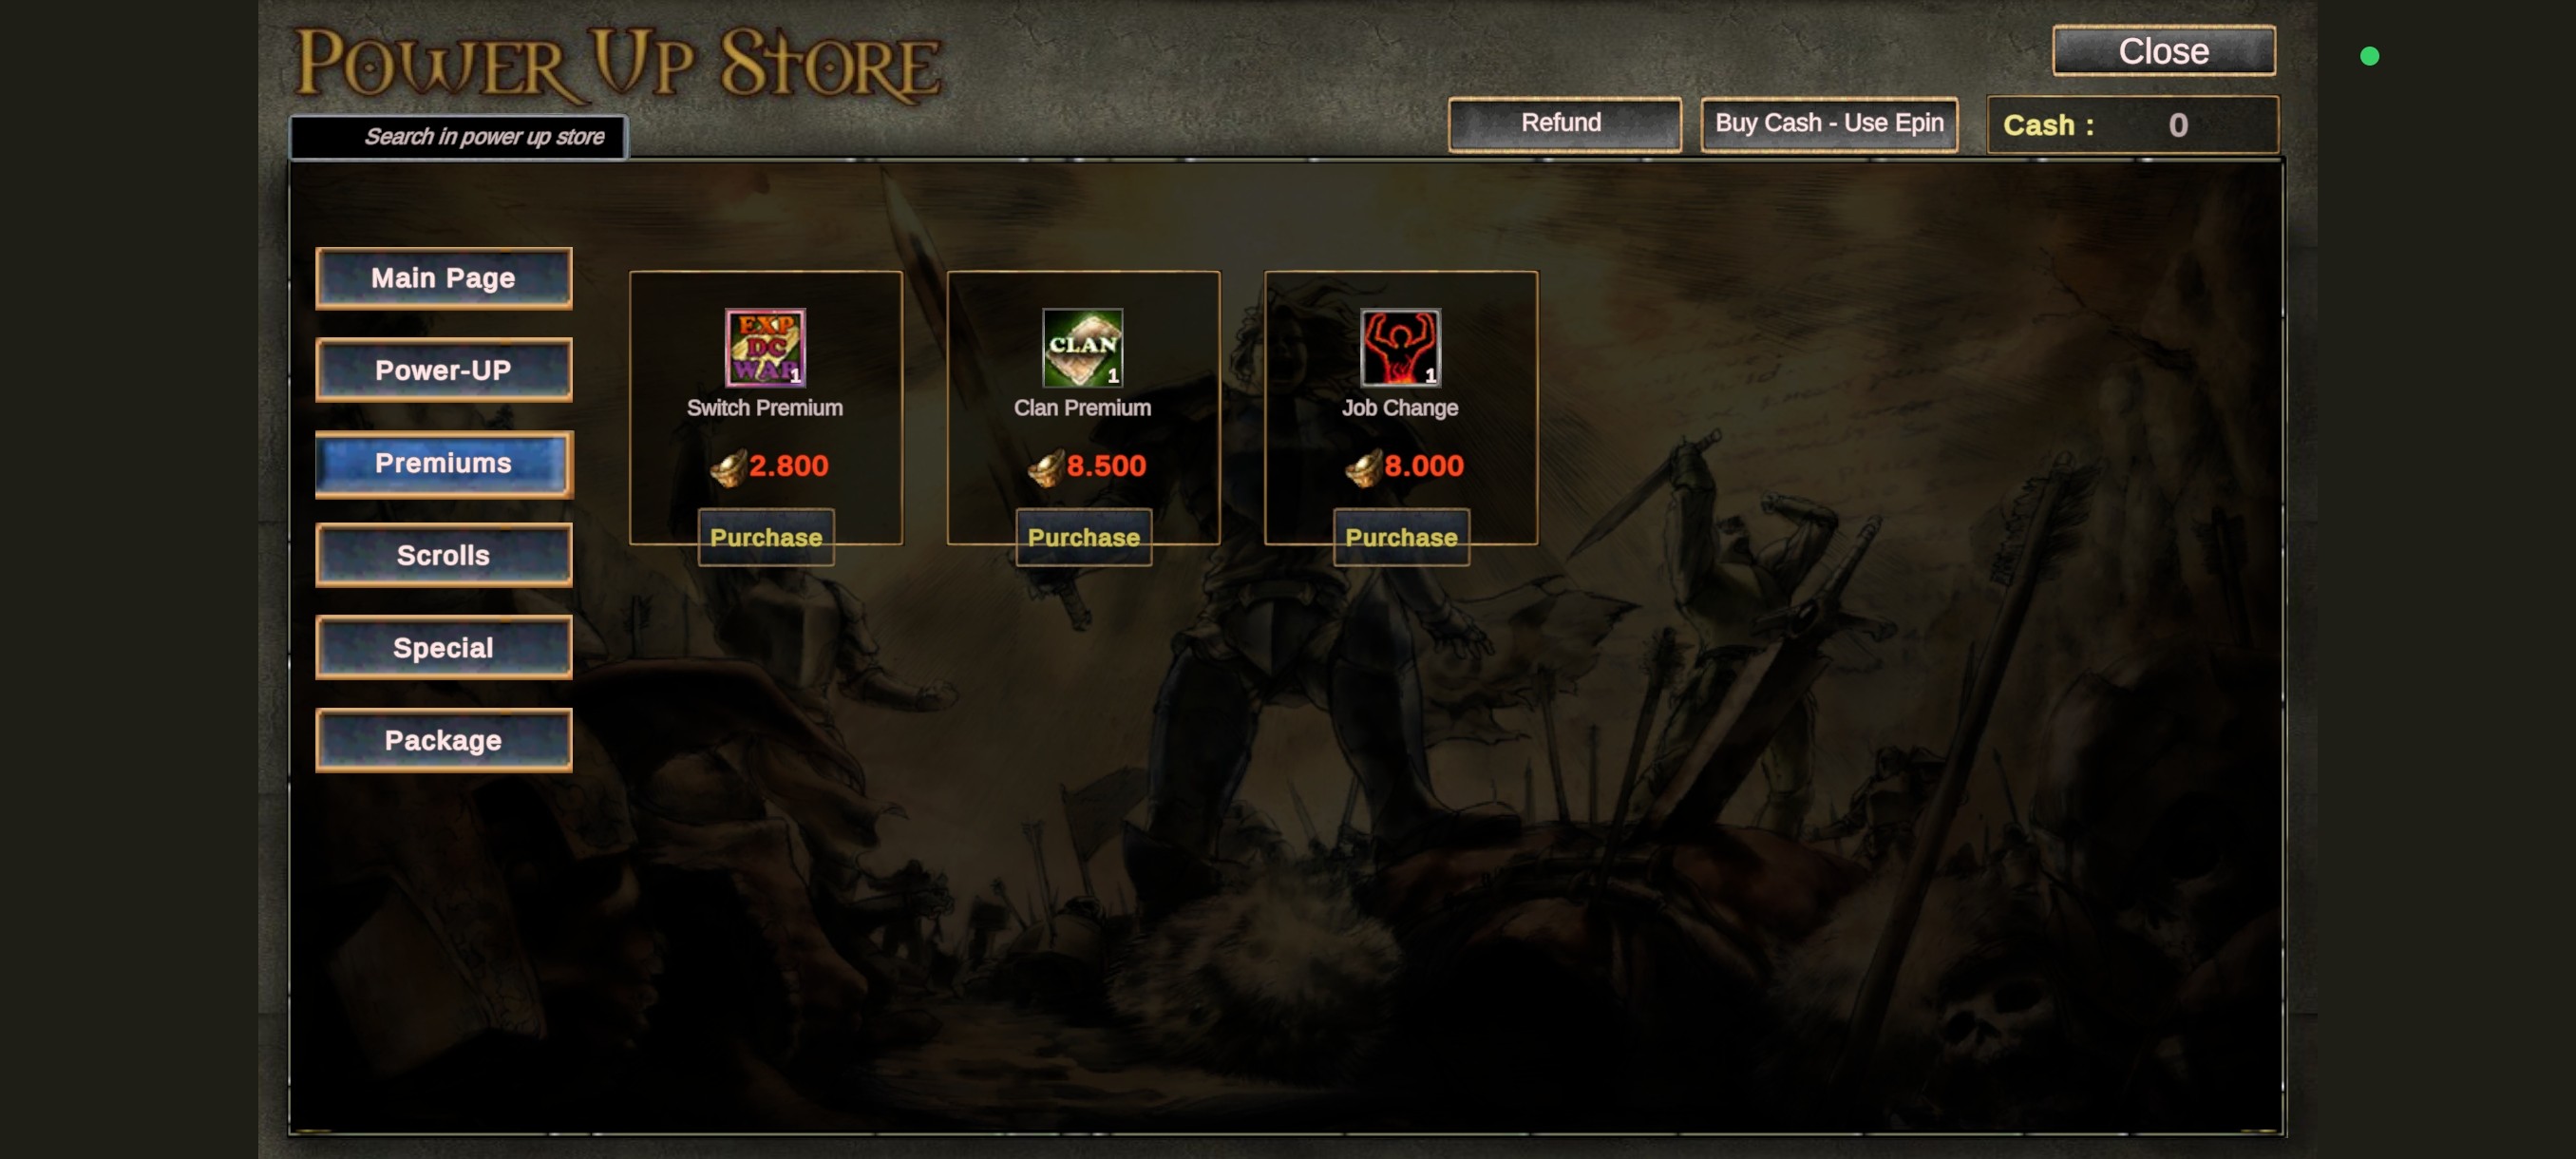 Power Up Store
Close
Search in power up store
Refund
Buy Cash - Use Epin
Cash : 0
Main Page
Power-UP
Premiums
Scrolls
Special
Package
EXP
DC
WAR
1
Switch Premium
2.800
Purchase
CLAN
1
Clan Premium
8.500
Purchase
1
Job Change
8.000
Purchase